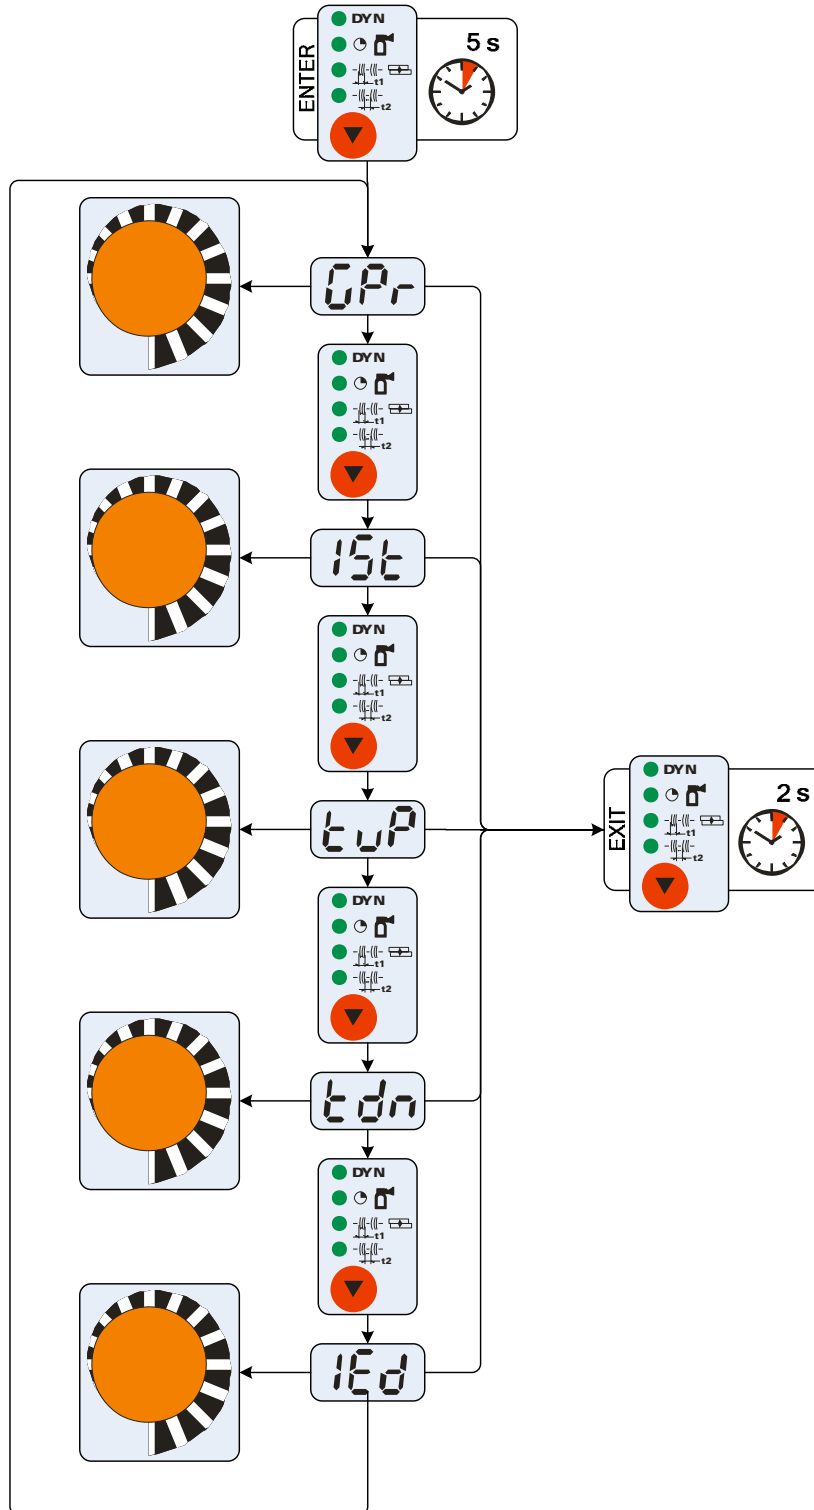 ENTER
DYN
5 s
t1
t2
GPr
DYN
t1
t2
ISt
DYN
t1
t2
tuP
EXIT
DYN
2 s
t1
t2
DYN
t1
t2
tdn
DYN
t1
t2
IEd